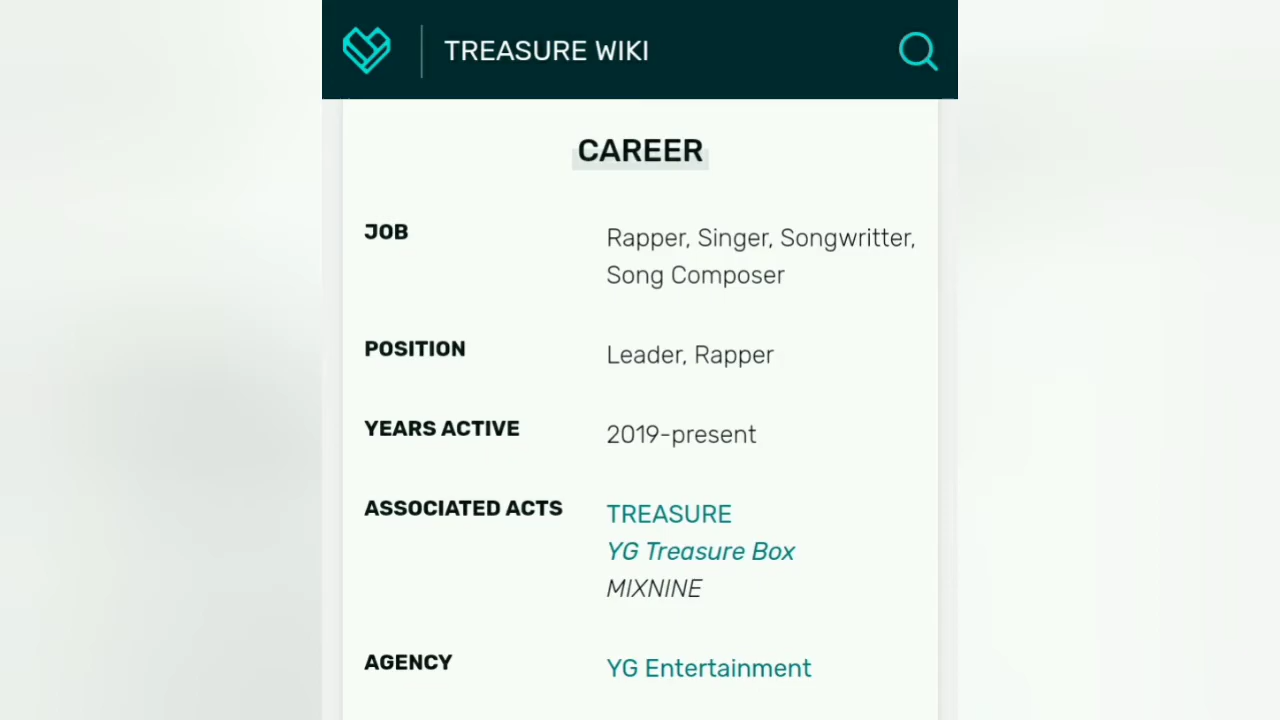 TREASURE WIKI
CAREER
JOB
Rapper, Singer, Songwritter,
Song Composer
POSITION
Leader, Rapper
YEARS ACTIVE
2019-present
ASSOCIATED ACTS
TREASURE
YG Treasure Box
MIXNINE
AGENCY
YG Entertainment